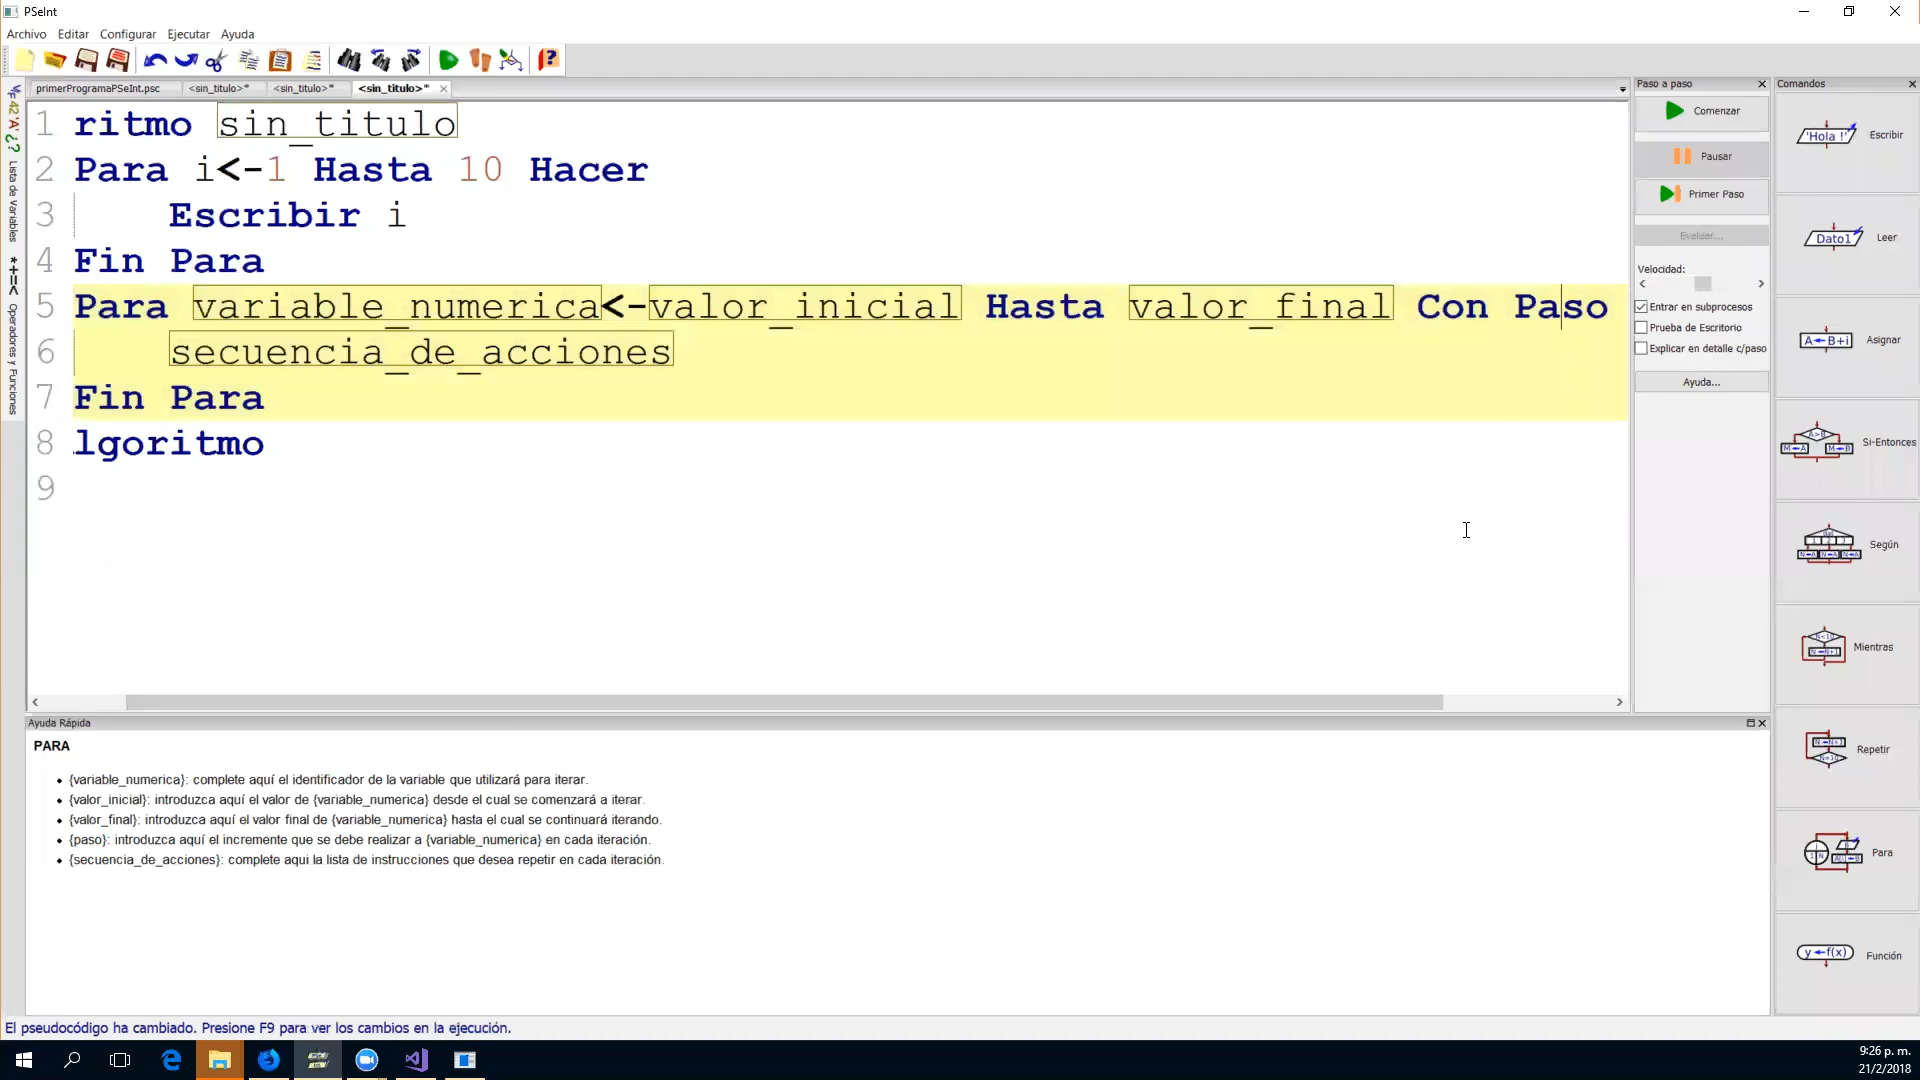 PSeInt
Archivo Editar Configurar Ejecutar Ayuda
primerProgramaPSeInt.psc <sin_titulo>* <sin_titulo>* <sin_titulo>*
1 ritmo sin_titulo
2 Para i<-1 Hasta 10 Hacer
3 Escribir i
4 Fin Para
5 Para variable_numerica<-valor_inicial Hasta valor_final Con Paso
6 secuencia_de_acciones
7 Fin Para
8 lgoritmo
9
Lista de Variables
*+=< Operadores y Funciones
Paso a paso
Comenzar
Pausar
Primer Paso
Evaluar...
Velocidad:
Entrar en subprocesos
Prueba de Escritorio
Explicar en detalle c/paso
Ayuda...
Comandos
'Hola !' Escribir
Dato1 Leer
A←B+i Asignar
Si-Entonces
Según
Mientras
Repetir
Para
y←f(x) Función
Ayuda Rápida
PARA
• {variable_numerica}: complete aquí el identificador de la variable que utilizará para iterar.
• {valor_inicial}: introduzca aquí el valor de {variable_numerica} desde el cual se comenzará a iterar.
• {valor_final}: introduzca aquí el valor final de {variable_numerica} hasta el cual se continuará iterando.
• {paso}: introduzca aquí el incremente que se debe realizar a {variable_numerica} en cada iteración.
• {secuencia_de_acciones}: complete aqui la lista de instrucciones que desea repetir en cada iteración.
El pseudocódigo ha cambiado. Presione F9 para ver los cambios en la ejecución.
9:26 p. m.
21/2/2018